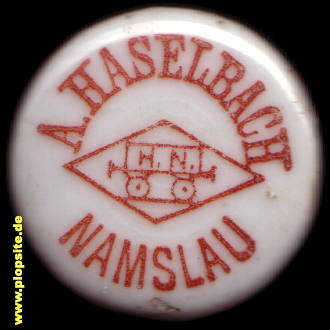 A. HASELBACH
H.N.
NAMSLAU
www.plopsite.de